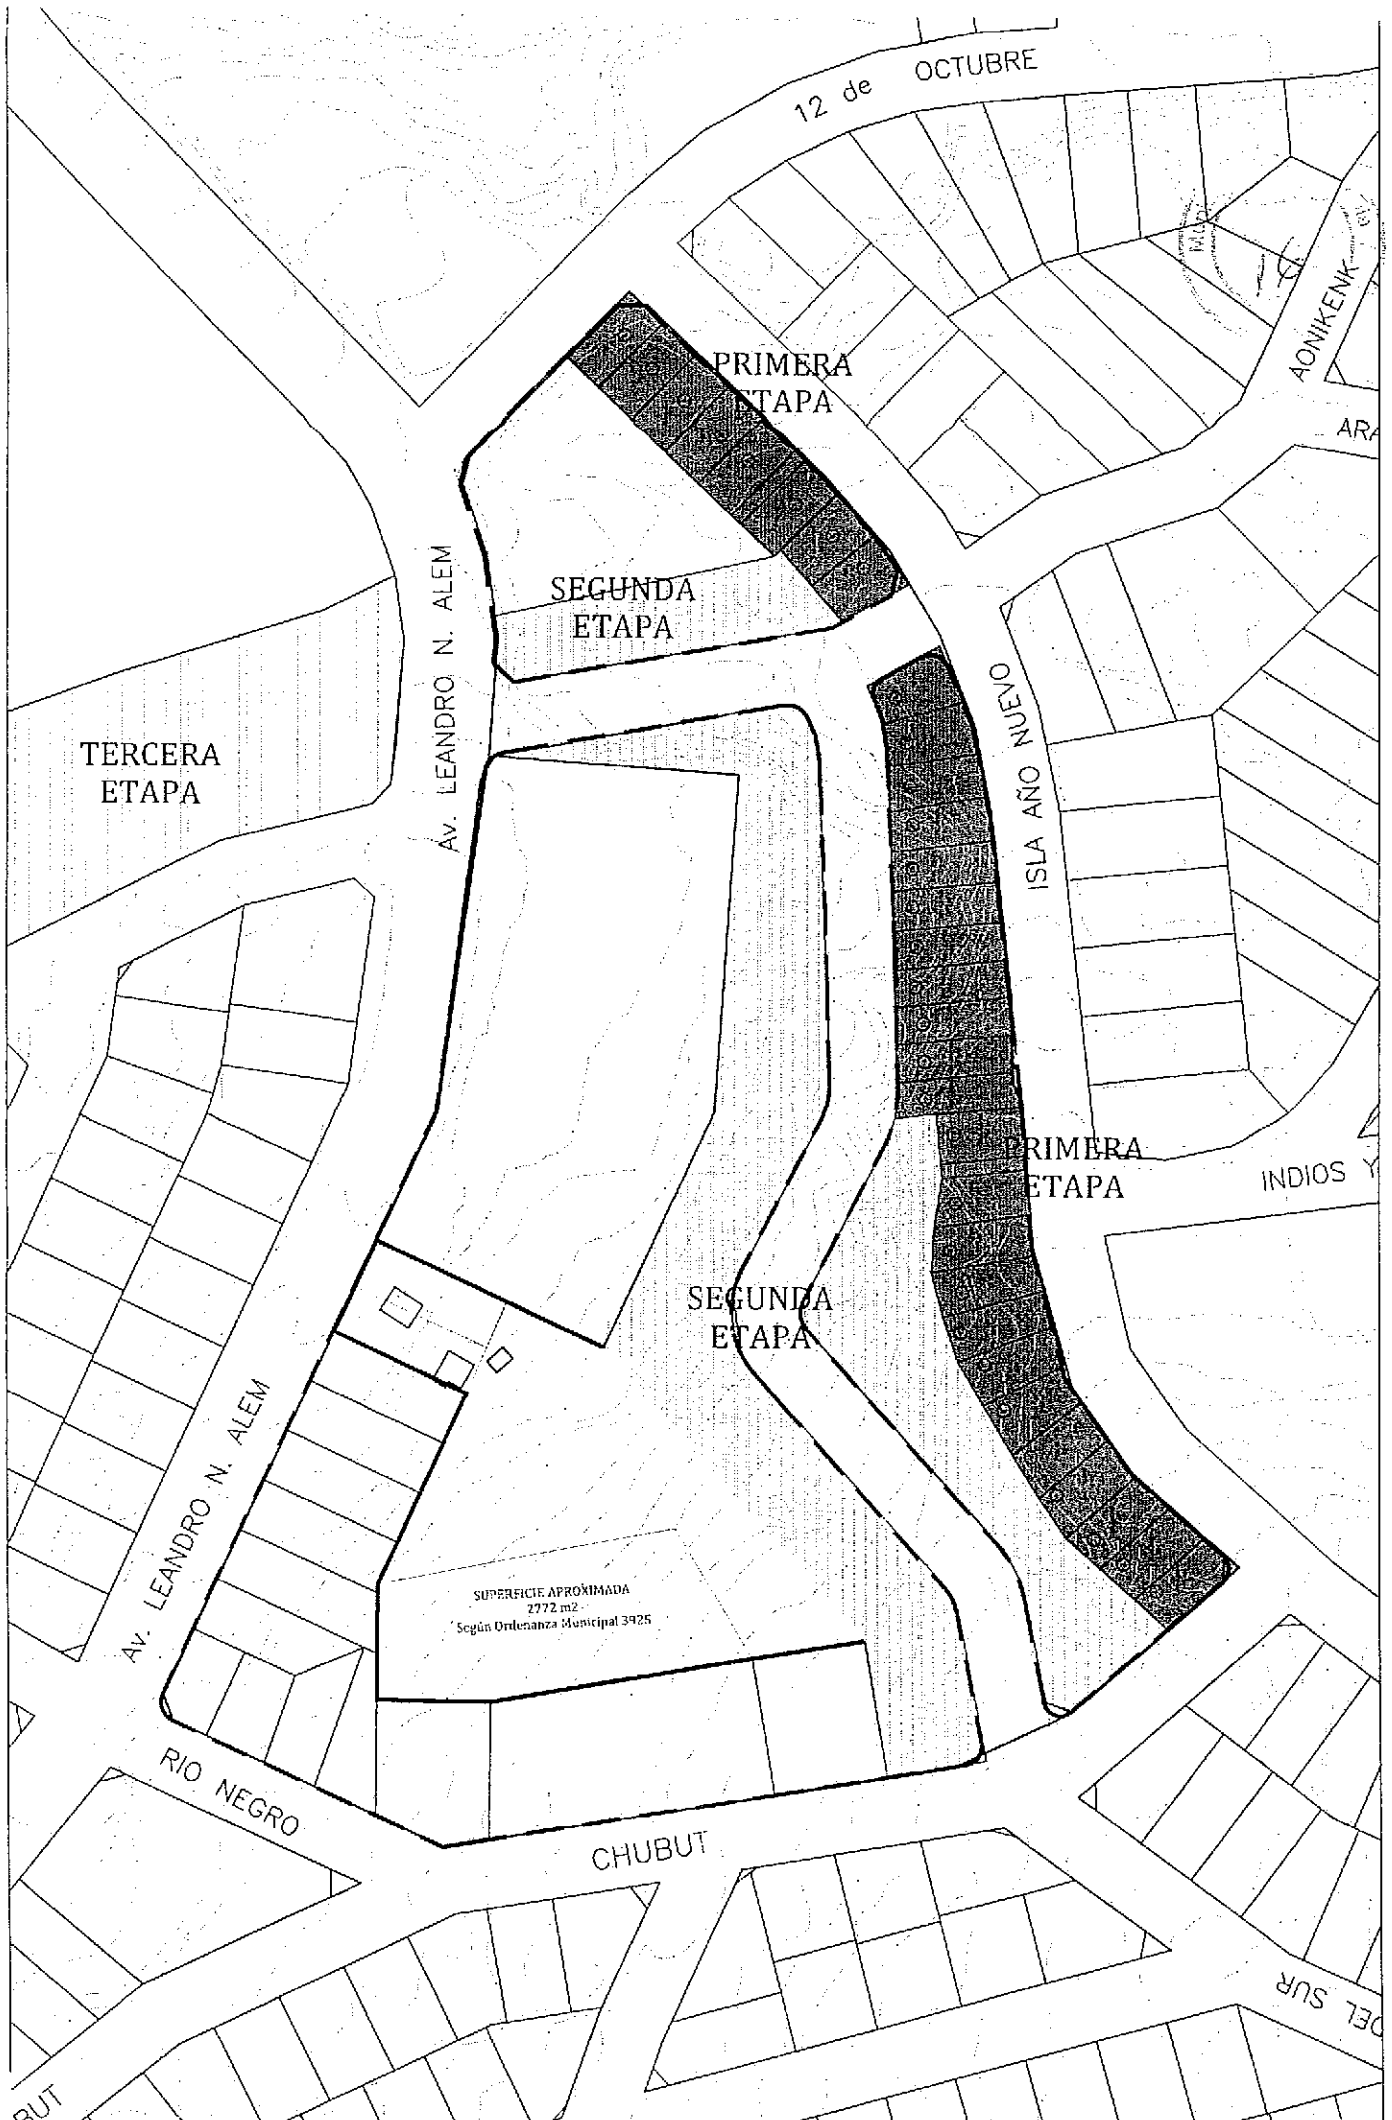 12 de OCTUBRE
AONIKENK
PRIMERA
ETAPA
ARA
Av. LEANDRO N. ALEM
SEGUNDA
ETAPA
ISLA AÑO NUEVO
TERCERA
ETAPA
PRIMERA
ETAPA
INDIOS Y
SEGUNDA
ETAPA
Av. LEANDRO N. ALEM
SUPERFICIE APROXIMADA
2772 m2
Según Ordenanza Municipal 3925
RIO NEGRO
CHUBUT
DEL SUR
BUT